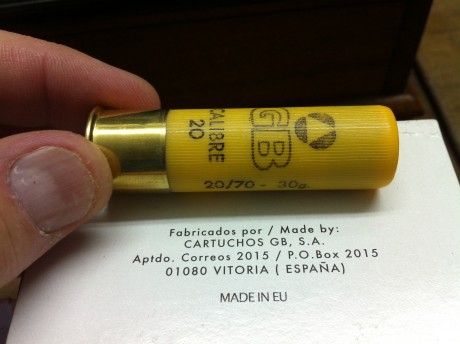 CALIBRE
20
GB
20/70 - 30g.
Fabricados por / Made by:
CARTUCHOS GB, S.A.
Aptdo. Correos 2015 / P.O.Box 2015
01080 VITORIA ( ESPAÑA)
MADE IN EU